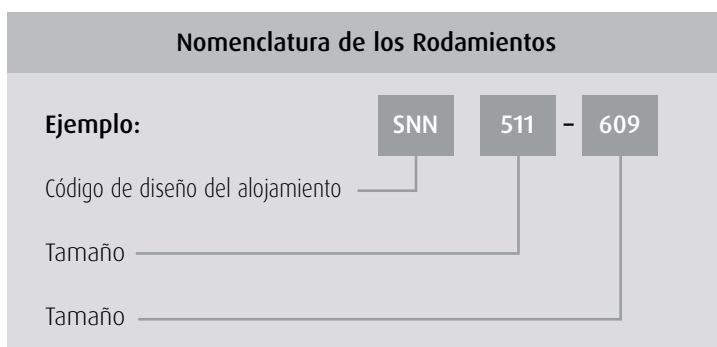 Nomenclatura de los Rodamientos
Ejemplo: SNN 511 – 609
Código de diseño del alojamiento
Tamaño
Tamaño